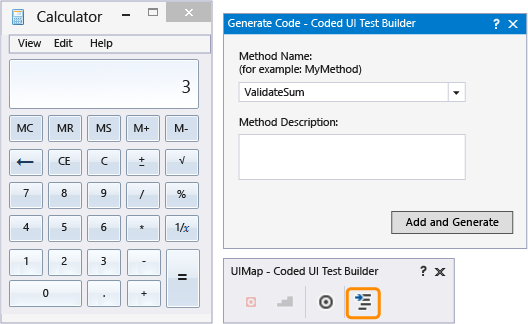 Calculator
View Edit Help
3
MC MR MS M+ M-
← CE C ± √
7 8 9 / %
4 5 6 * 1/x
1 2 3 - =
0 . +
Generate Code - Coded UI Test Builder ? ×
Method Name:
(for example: MyMethod)
ValidateSum
Method Description:
Add and Generate
UIMap - Coded UI Test Builder ? ×